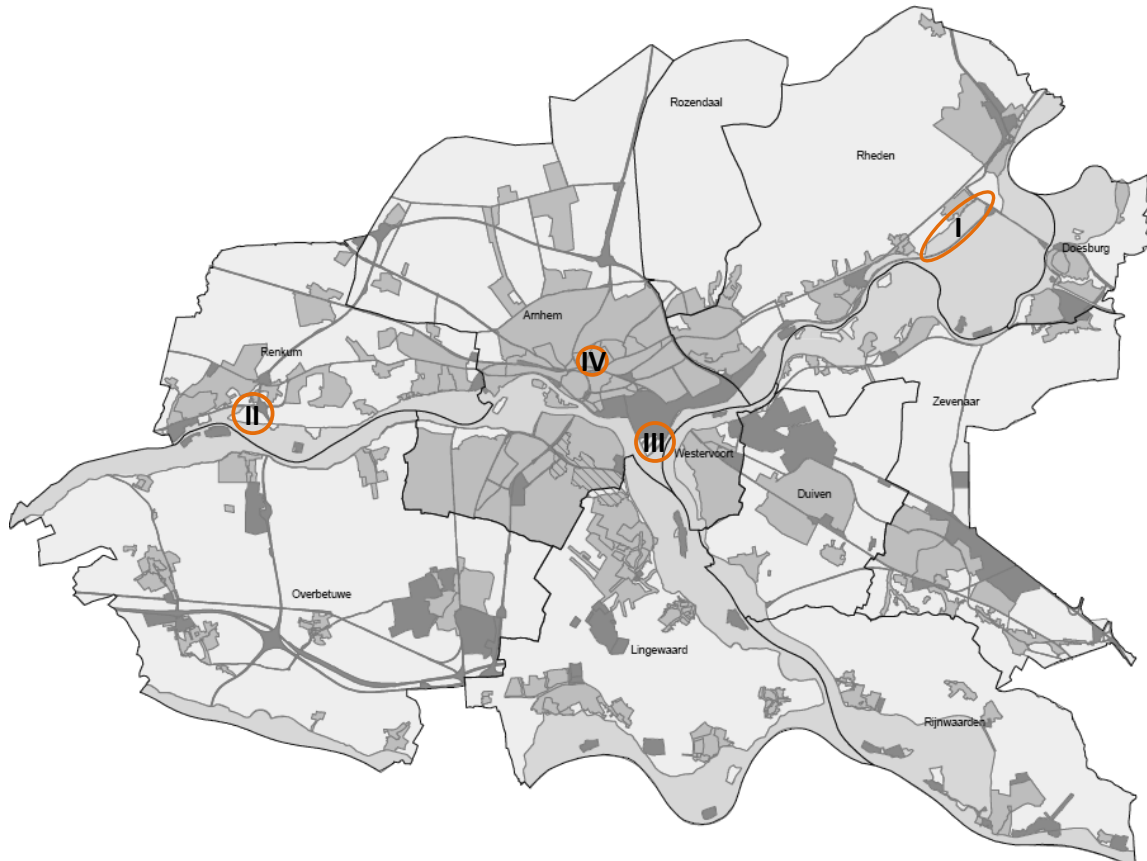 Rozendaal
Rheden
I
Doesburg
Arnhem
Renkum
IV
II
III
Westervoort
Zevenaar
Duiven
Overbetuwe
Lingewaard
Rijnwaarden